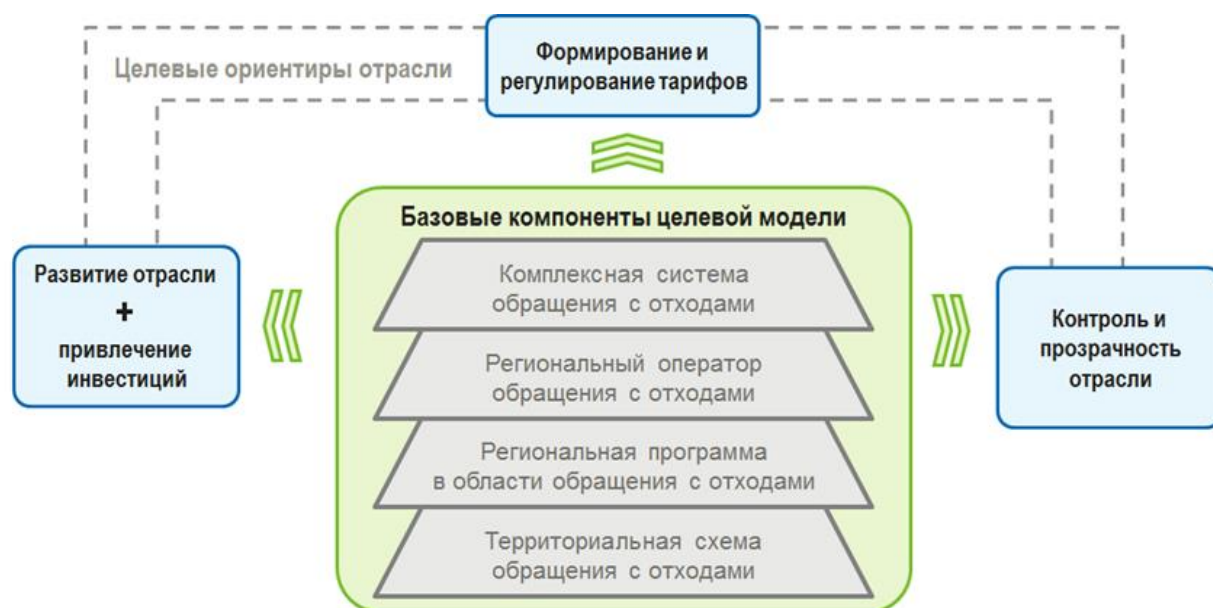 Формирование и
регулирование тарифов
Целевые ориентиры отрасли
Базовые компоненты целевой модели
Комплексная система
обращения с отходами
Региональный оператор
обращения с отходами
Региональная программа
в области обращения с отходами
Территориальная схема
обращения с отходами
Развитие отрасли
+
привлечение
инвестиций
Контроль и
прозрачность
отрасли